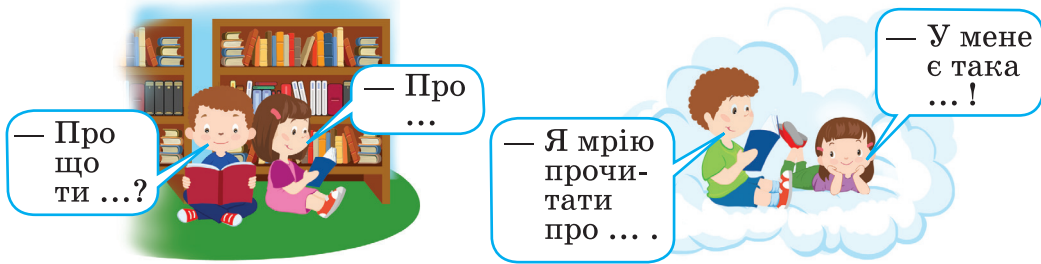 — Про
що
ти ...?
— Про
...
— Я мрію
прочи-
тати
про ... .
— У мене
є така
... !